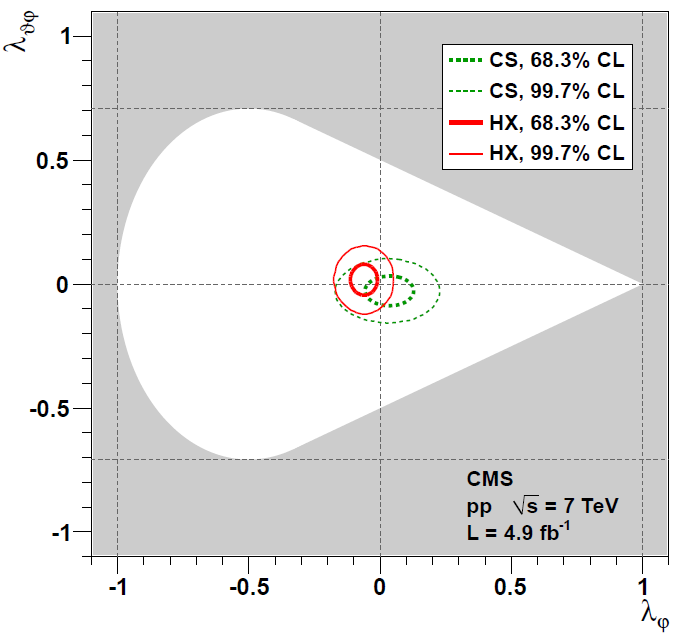 λϑφ
1
0.5
0
-0.5
-1
CS, 68.3% CL
CS, 99.7% CL
HX, 68.3% CL
HX, 99.7% CL
CMS
pp √s = 7 TeV
L = 4.9 fb-1
-1 -0.5 0 0.5 1
λφ